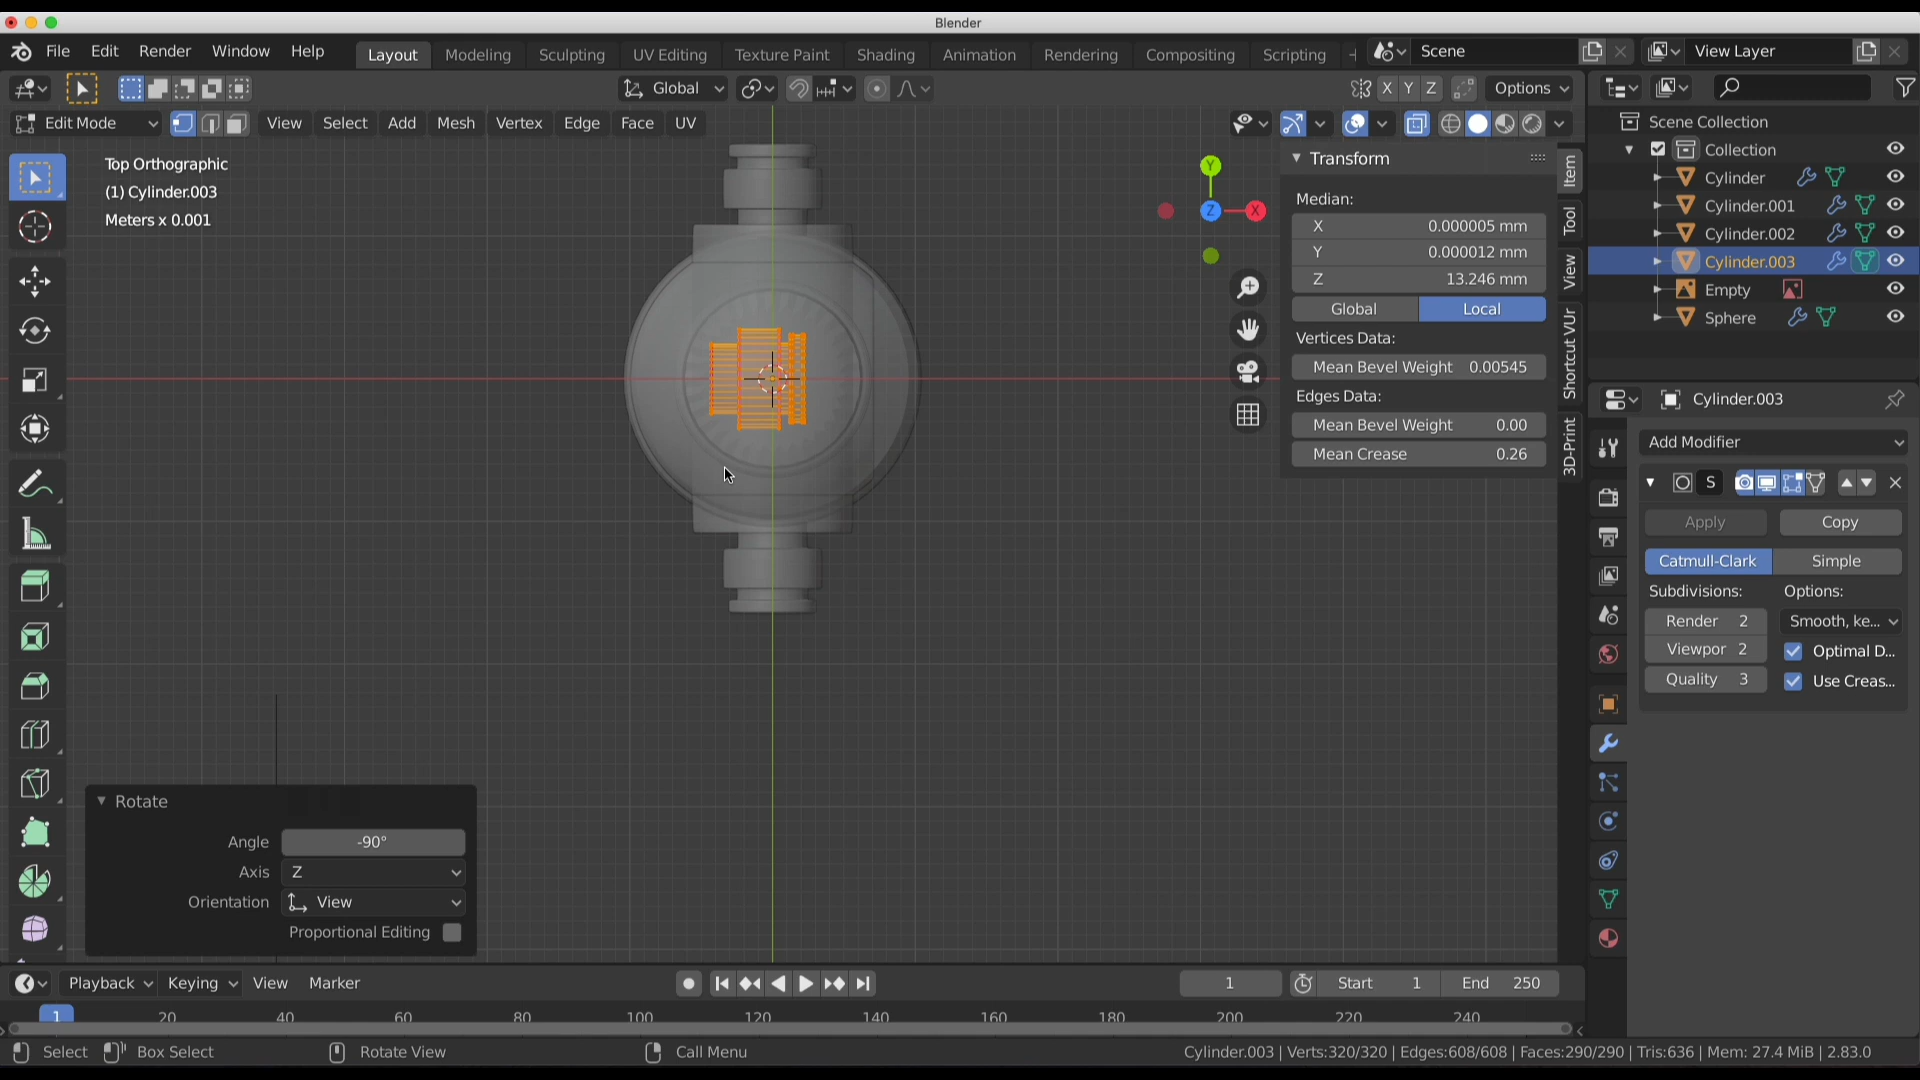 Blender
File Edit Render Window Help Layout Modeling Sculpting UV Editing Texture Paint Shading Animation Rendering Compositing Scripting Scene View Layer
Global X Y Z Options
Edit Mode View Select Add Mesh Vertex Edge Face UV
Top Orthographic
(1) Cylinder.003
Meters x 0.001
Y
Z
X
Transform
Median:
X 0.000005 mm
Y 0.000012 mm
Z 13.246 mm
Global Local
Vertices Data:
Mean Bevel Weight 0.00545
Edges Data:
Mean Bevel Weight 0.00
Mean Crease 0.26
Item
Tool
View
Shortcut VUr
3D-Print
Scene Collection
Collection
Cylinder
Cylinder.001
Cylinder.002
Cylinder.003
Empty
Sphere
Cylinder.003
Add Modifier
S
Apply Copy
Catmull-Clark Simple
Subdivisions: Options:
Render 2 Smooth, ke...
Viewpor 2 Optimal D...
Quality 3 Use Creas...
Rotate
Angle -90°
Axis Z
Orientation View
Proportional Editing
Playback Keying View Marker 1 Start 1 End 250
1 20 40 60 80 100 120 140 160 180 200 220 240
Select Box Select Rotate View Call Menu Cylinder.003 | Verts:320/320 | Edges:608/608 | Faces:290/290 | Tris:636 | Mem: 27.4 MiB | 2.83.0